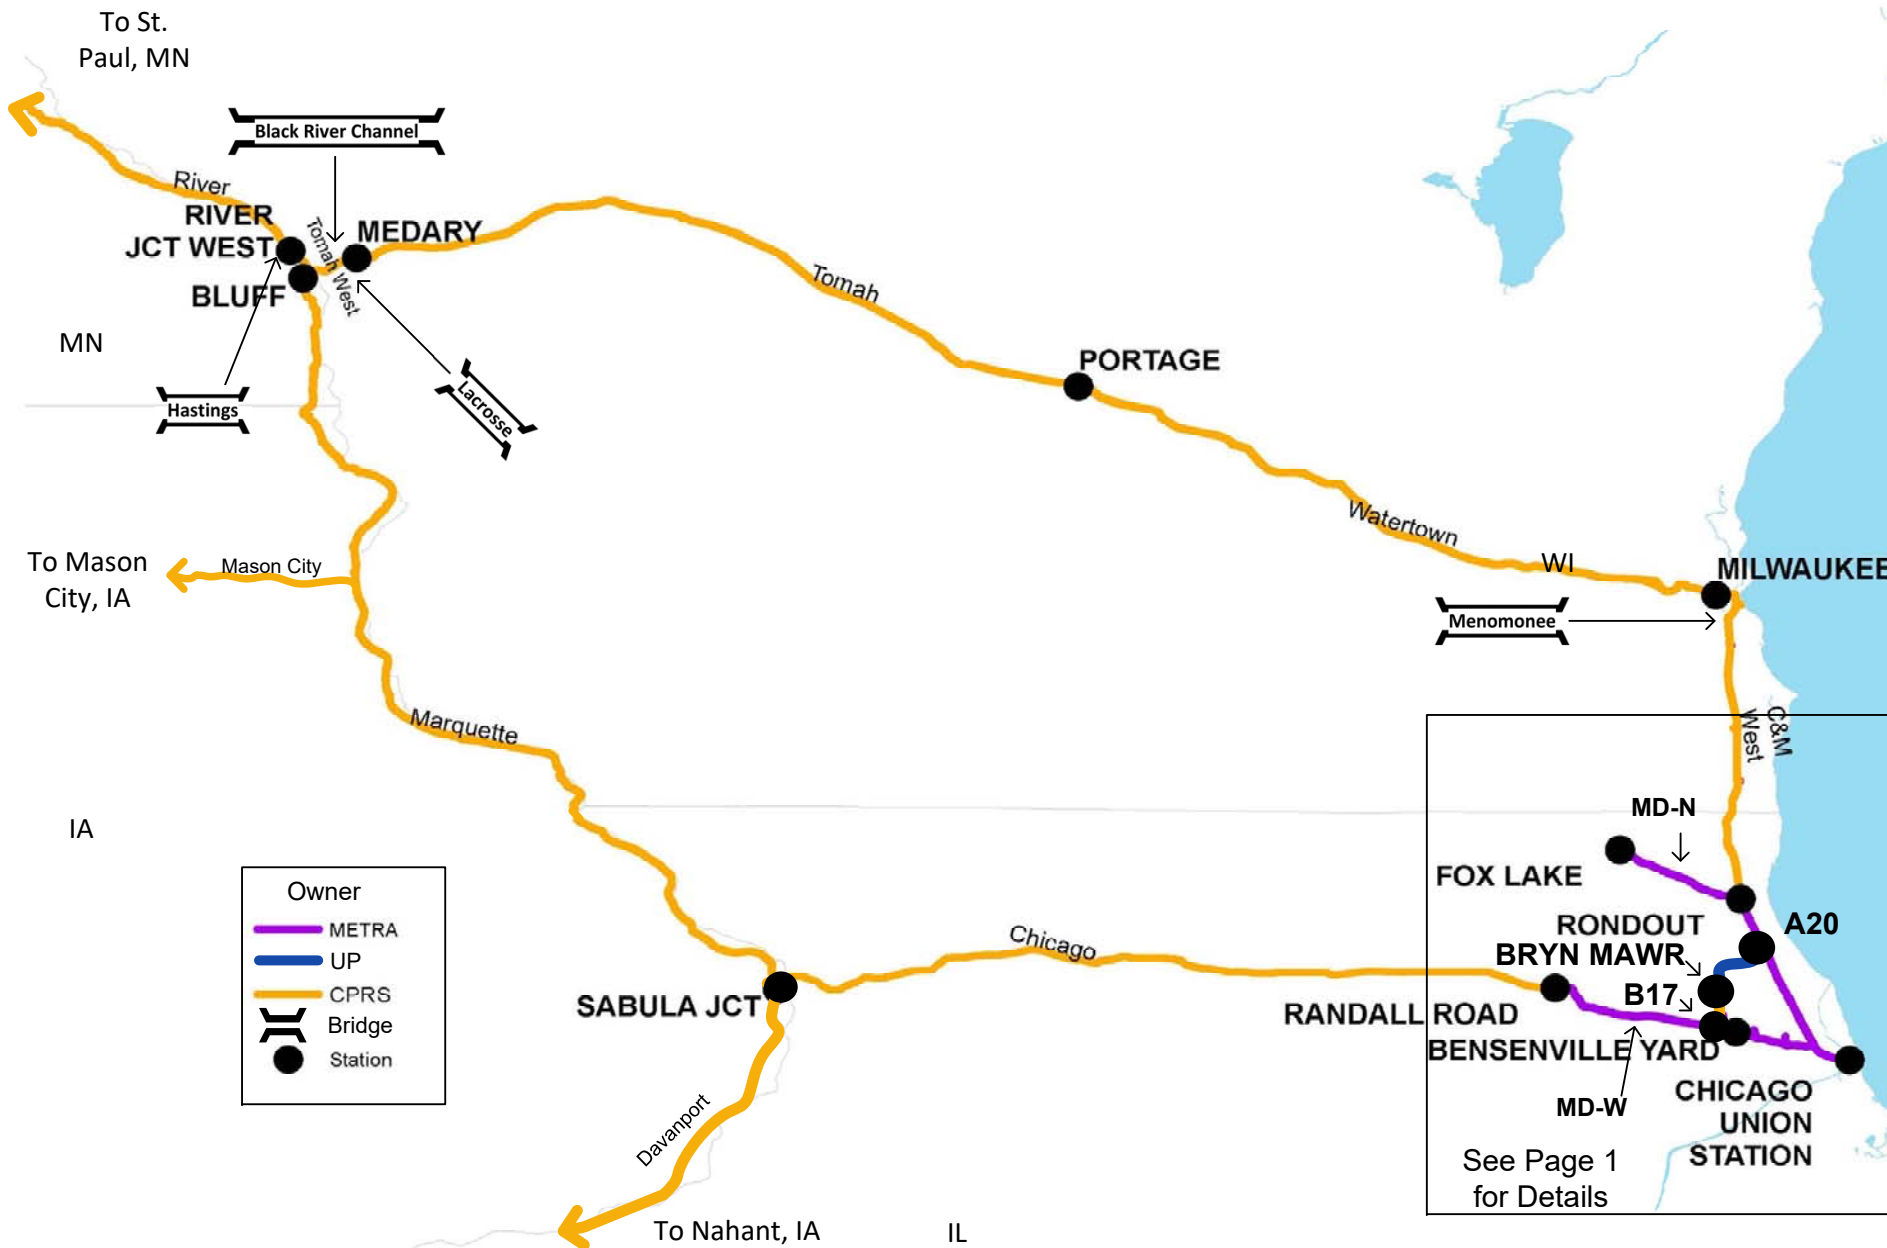 To St.
Paul, MN
Black River Channel
River
RIVER
JCT WEST
MEDARY
Tomah West
BLUFF
Tomah
MN
PORTAGE
Hastings
Lacrosse
Watertown
WI
To Mason
City, IA
Mason City
MILWAUKEE
Menomonee
Marquette
C&M
West
IA
MD-N
FOX LAKE
Owner
METRA
UP
CPRS
Bridge
Station
RONDOUT
A20
BRYN MAWR
Chicago
B17
SABULA JCT
RANDALL ROAD
BENSENVILLE YARD
MD-W
CHICAGO
UNION
STATION
Davanport
See Page 1
for Details
To Nahant, IA
IL